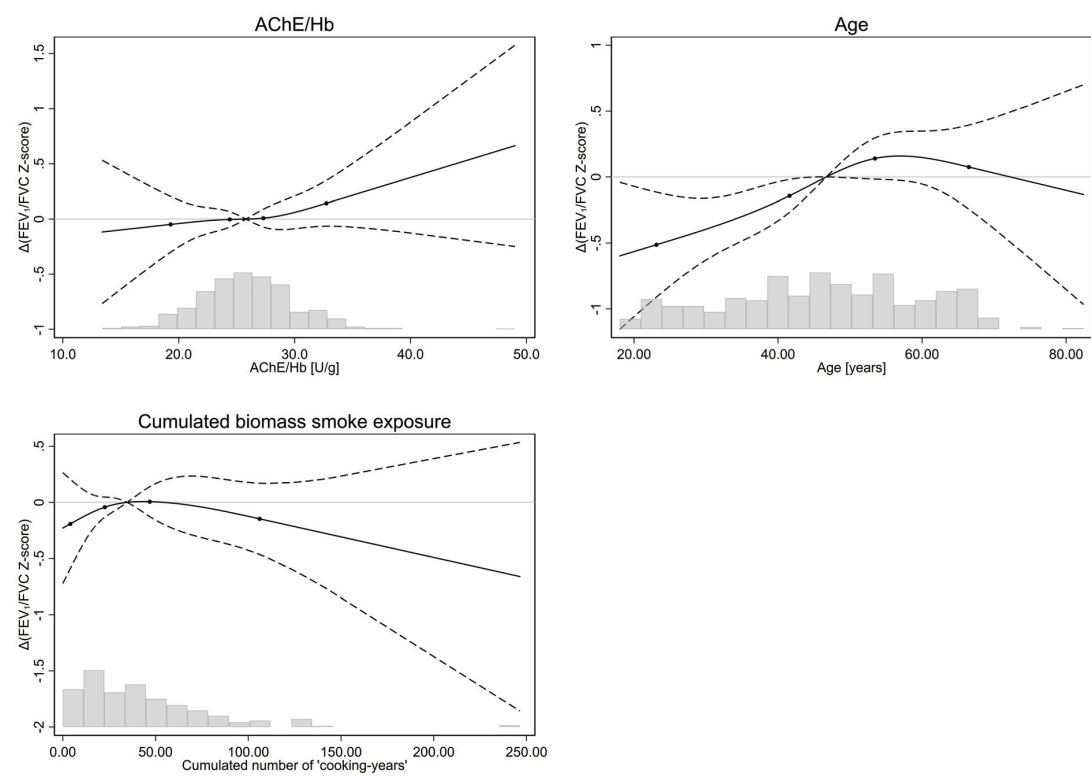 AChE/Hb
Δ(FEV₁/FVC Z-score)
1.5
1
.5
0
-.5
-1
10.0 20.0 30.0 40.0 50.0
AChE/Hb [U/g]
Age
Δ(FEV₁/FVC Z-score)
1
.5
0
-.5
-1
20.00 40.00 60.00 80.00
Age [years]
Cumulated biomass smoke exposure
Δ(FEV₁/FVC Z-score)
.5
0
-.5
-1
-1.5
-2
0.00 50.00 100.00 150.00 200.00 250.00
Cumulated number of 'cooking-years'